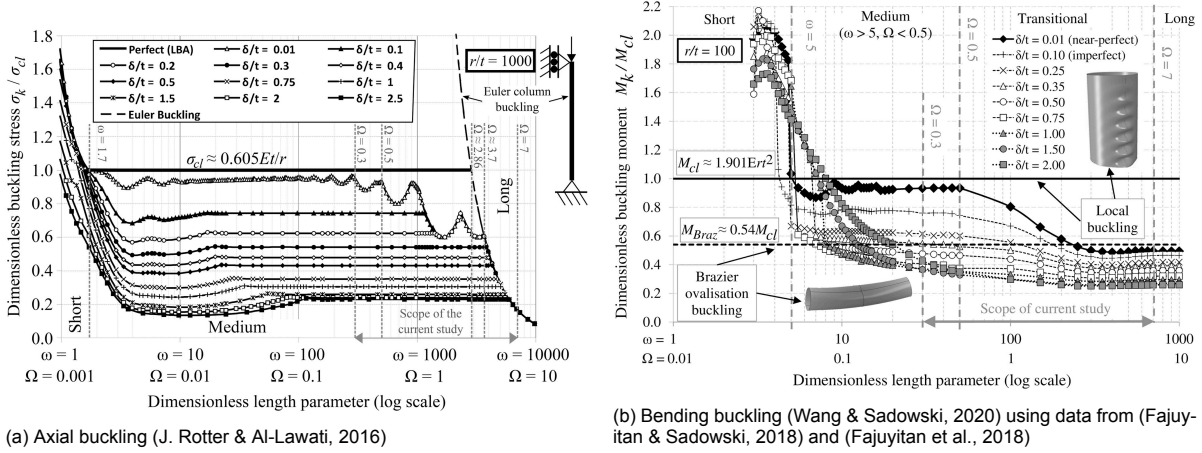 1.8
1.6
1.4
1.2
1.0
0.8
0.6
0.4
0.2
0.0
Dimensionless buckling stress σk / σcl
Perfect (LBA)
δ/t = 0.01
δ/t = 0.1
δ/t = 0.2
δ/t = 0.3
δ/t = 0.4
δ/t = 0.5
δ/t = 0.75
δ/t = 1
δ/t = 1.5
δ/t = 2
δ/t = 2.5
Euler Buckling
r/t = 1000
Euler column
buckling
ω = 1.7
σcl ≈ 0.605Et/r
Ω = 0.3
Ω = 0.5
Ω ≈ 2.86
Ω ≈ 3.7
Ω = 7
Short
Medium
Long
Scope of the
current study
ω = 1
ω = 10
ω = 100
ω = 1000
ω = 10000
Ω = 0.001
Ω = 0.01
Ω = 0.1
Ω = 1
Ω = 10
Dimensionless length parameter (log scale)
(a) Axial buckling (J. Rotter & Al-Lawati, 2016)
2.2
2.0
1.8
1.6
1.4
1.2
1.0
0.8
0.6
0.4
0.2
0.0
Dimensionless buckling moment Mk / Mcl
Short
Medium
(ω > 5, Ω < 0.5)
Transitional
Long
r/t = 100
ω = 5
Ω = 0.3
Ω = 0.5
Ω = 7
δ/t = 0.01 (near-perfect)
δ/t = 0.10 (imperfect)
δ/t = 0.25
δ/t = 0.35
δ/t = 0.50
δ/t = 0.75
δ/t = 1.00
δ/t = 1.50
δ/t = 2.00
Mcl ≈ 1.901Ert²
MBraz ≈ 0.54Mcl
Local
buckling
Brazier
ovalisation
buckling
Scope of current study
ω = 1
10
100
1000
Ω = 0.01
0.1
1
10
Dimensionless length parameter (log scale)
(b) Bending buckling (Wang & Sadowski, 2020) using data from (Fajuy-
itan & Sadowski, 2018) and (Fajuyitan et al., 2018)